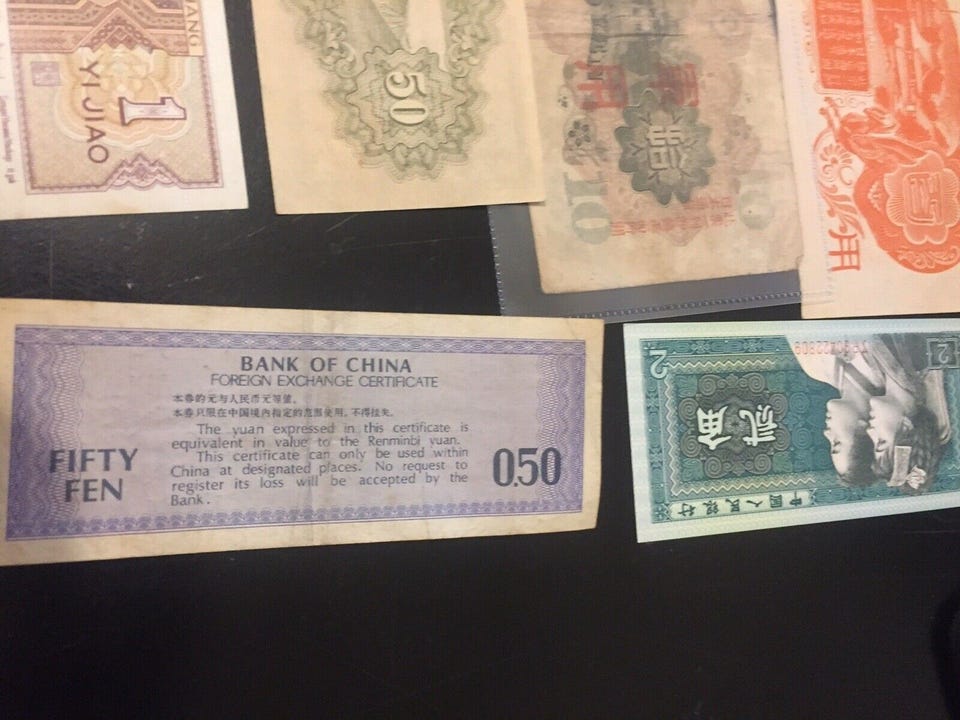 1
YI JIAO
50
10
用
BANK OF CHINA
FOREIGN EXCHANGE CERTIFICATE
本券的元与人民币元等值。
本券只限在中国境内指定的范围使用,不得挂失。
The yuan expressed in this certificate is
equivalent in value to the Renminbi yuan.
This certificate can only be used within
China at designated places. No request to
register its loss will be accepted by the
Bank.
FIFTY
FEN
0.50
2
贰角
中国人民银行
2